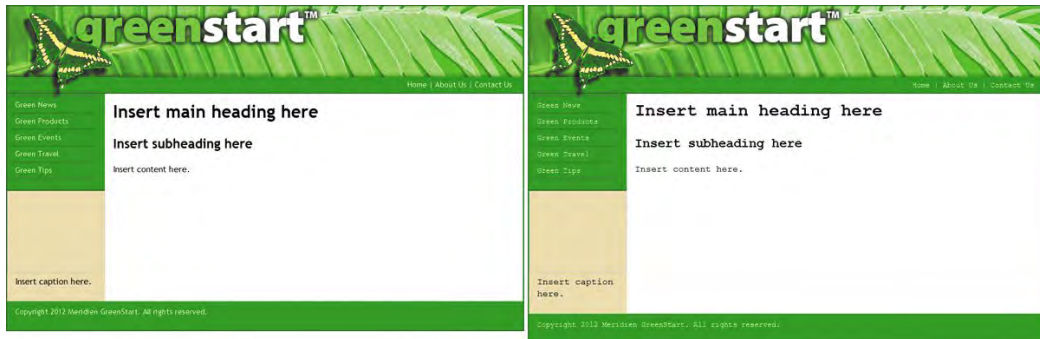 greenstart™
Home | About Us | Contact Us
Green News
Green Products
Green Events
Green Travel
Green Tips
Insert main heading here
Insert subheading here
Insert content here.
Insert caption here.
Copyright 2012 Meridien GreenStart. All rights reserved.
greenstart™
Home | About Us | Contact Us
Green News
Green Products
Green Events
Green Travel
Green Tips
Insert main heading here
Insert subheading here
Insert content here.
Insert caption
here.
Copyright 2012 Meridien GreenStart. All rights reserved.